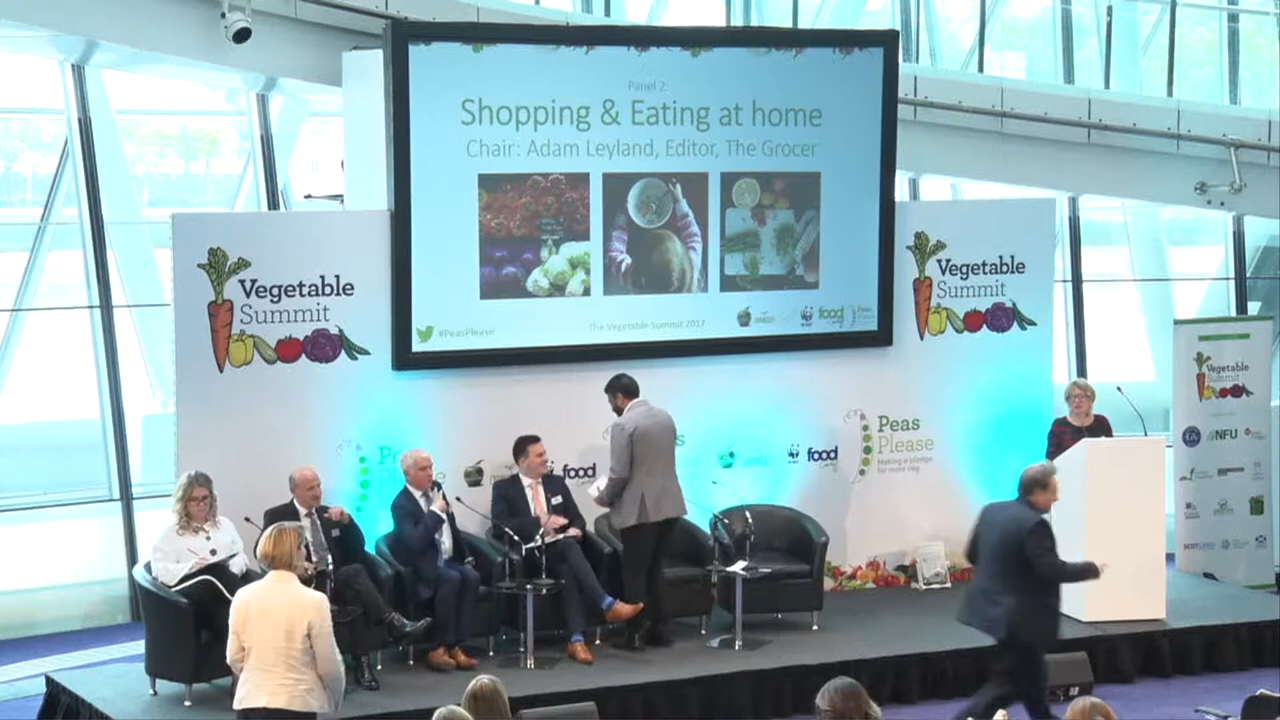 Panel 2:
Shopping & Eating at home
Chair: Adam Leyland, Editor, The Grocer
#PeasPlease
The Vegetable Summit 2017
food
Vegetable
Summit
Vegetable
Summit
Vegetable
Summit
NFU
Peas
Please
Making a pledge
for more veg
food
food